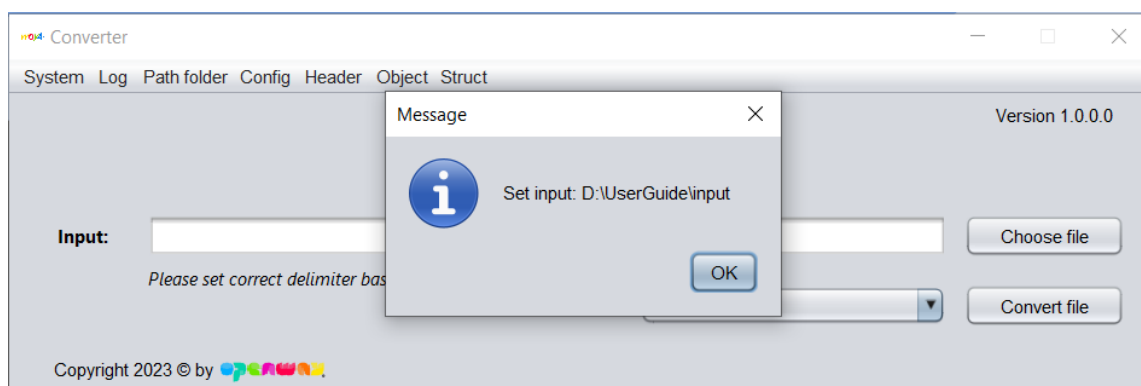 Converter
System Log Path folder Config Header Object Struct
Message
Version 1.0.0.0
Set input: D:\UserGuide\input
Input:
Choose file
Please set correct delimiter bas
OK
Convert file
Copyright 2023 © by openway.